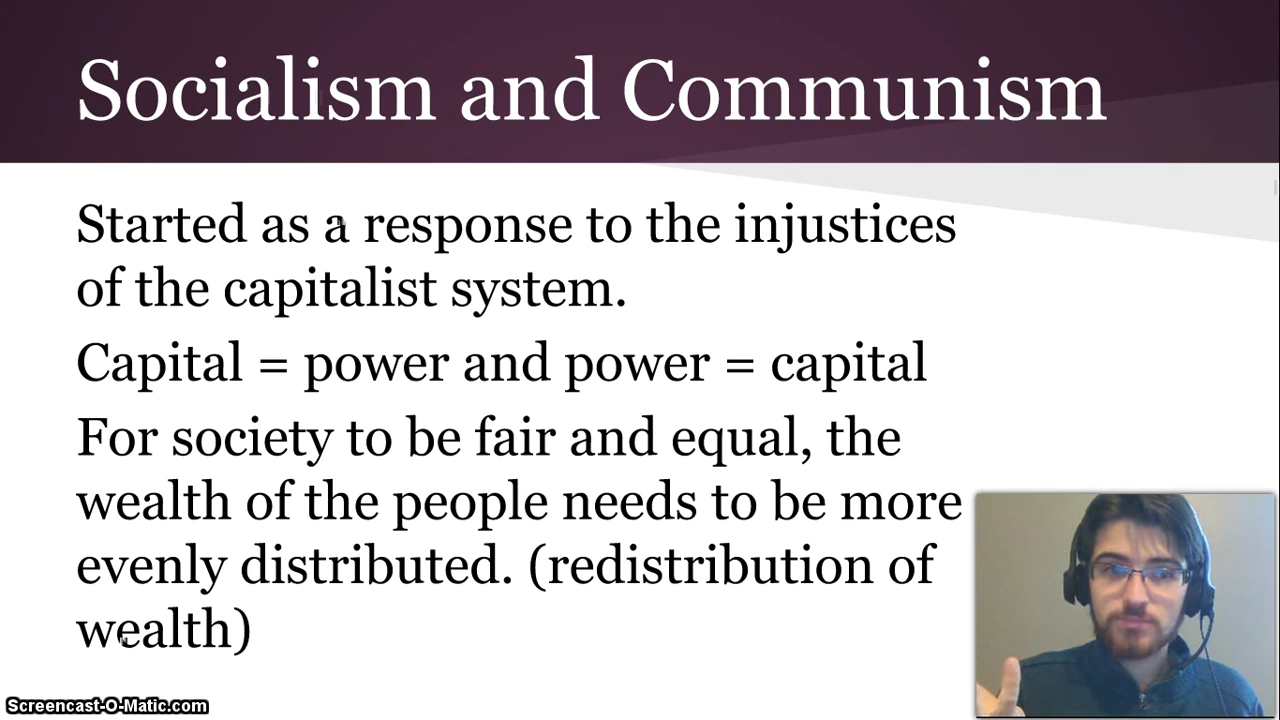 Socialism and Communism
Started as a response to the injustices
of the capitalist system.
Capital = power and power = capital
For society to be fair and equal, the
wealth of the people needs to be more
evenly distributed. (redistribution of
wealth)
Screencast-O-Matic.com